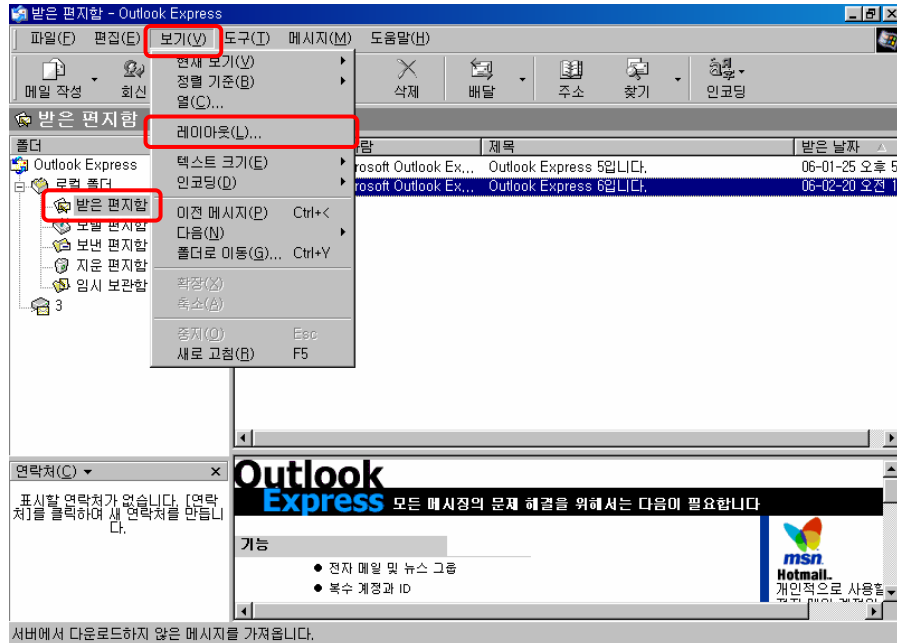 받은 편지함 - Outlook Express
파일(F) 편집(E) 보기(V) 도구(T) 메시지(M) 도움말(H)
메일 작성 회신 삭제 배달 주소 찾기 인코딩
현재 보기(V)
정렬 기준(B)
열(C)...
레이아웃(L)...
텍스트 크기(E)
인코딩(D)
이전 메시지(P) Ctrl+<
다음(N)
폴더로 이동(G)... Ctrl+Y
확장(X)
축소(A)
중지(O) Esc
새로 고침(R) F5
받은 편지함
폴더
Outlook Express
로컬 폴더
받은 편지함
보낼 편지함
보낸 편지함
지운 편지함
임시 보관함
3
람 제목 받은 날짜
rosoft Outlook Ex... Outlook Express 5입니다. 06-01-25 오후 5
rosoft Outlook Ex... Outlook Express 6입니다. 06-02-20 오전 1
연락처(C)
표시할 연락처가 없습니다. [연락
처]를 클릭하여 새 연락처를 만듭니
다.
Outlook
Express 모든 메시징의 문제 해결을 위해서는 다음이 필요합니다
기능
전자 메일 및 뉴스 그룹
복수 계정과 ID
msn
Hotmail
개인적으로 사용할
서버에서 다운로드하지 않은 메시지를 가져옵니다.